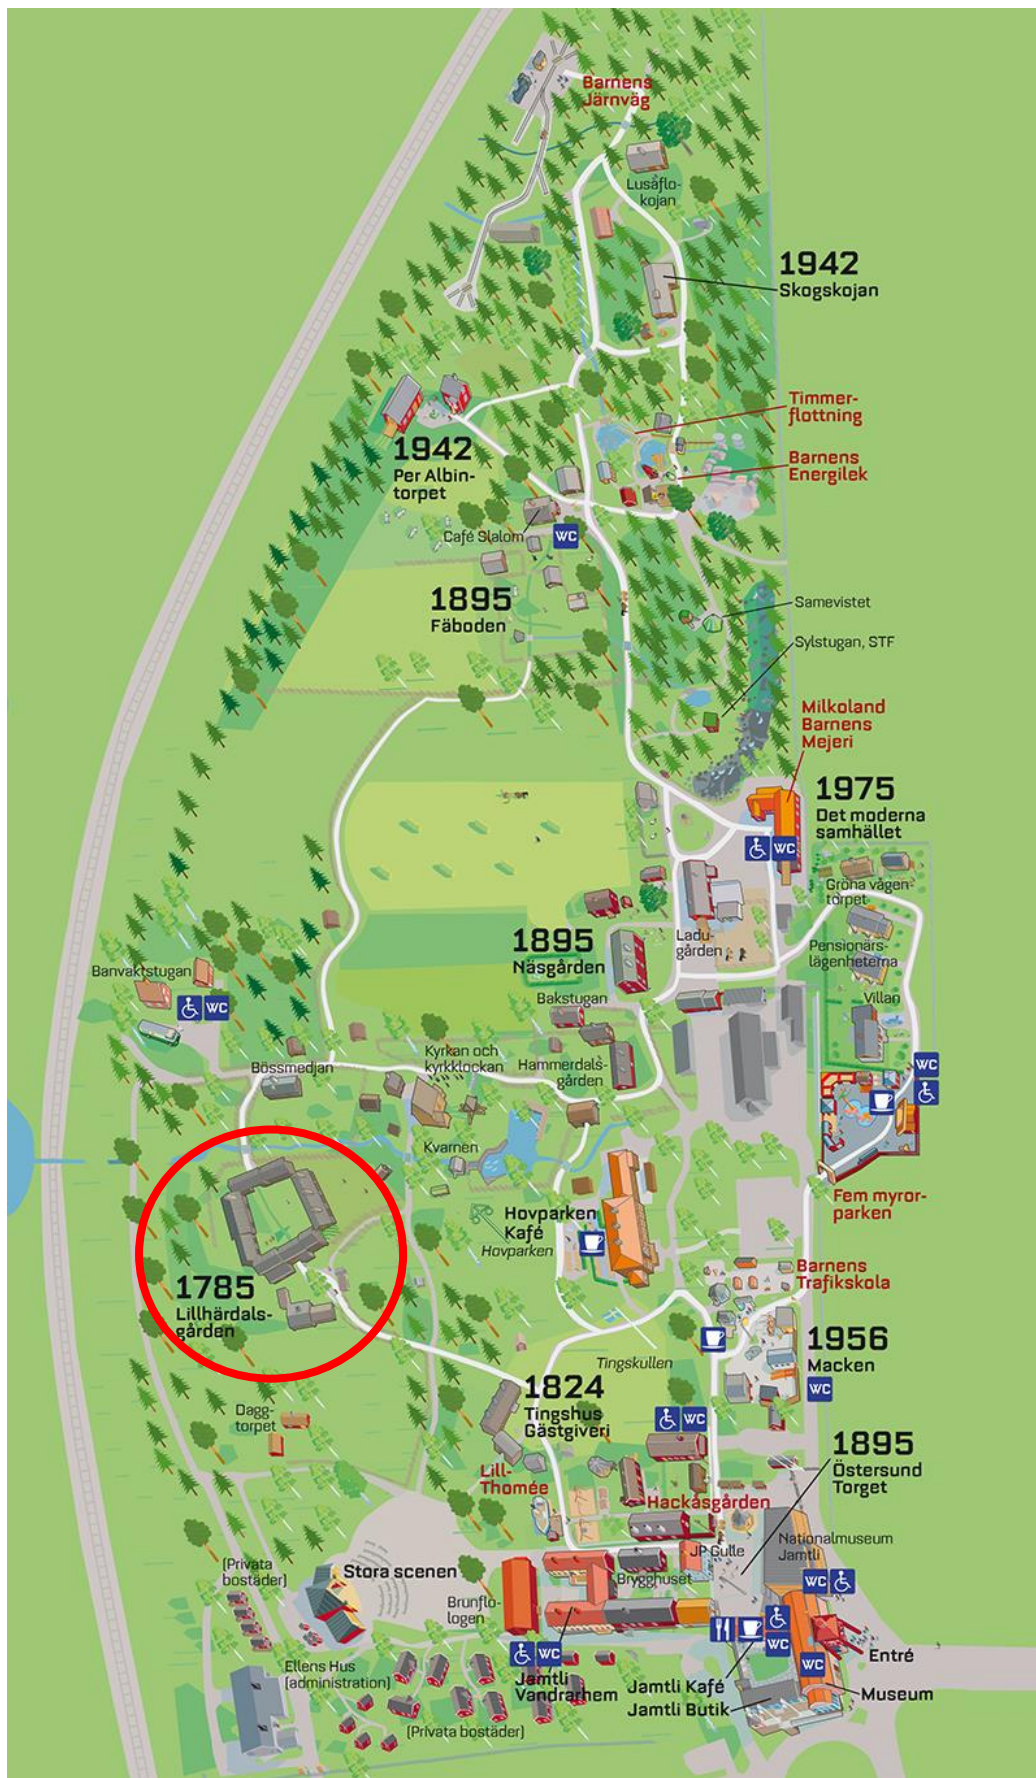 Barnens
Järnväg
Lusåflo-
kojan
1942
Skogskojan
Timmer-
flottning
1942
Per Albin-
torpet
Barnens
Energilek
Café Slalom
WC
1895
Fäboden
Samevistet
Sylstugan, STF
Milkoland
Barnens
Mejeri
1975
Det moderna
samhället
WC
Gröna vägen-
torpet
1895
Näsgården
Ladu-
gården
Pensionärs-
lägenheterna
Banvaktstugan
WC
Bakstugan
Villan
Bössmedjan
Kyrkan och
kyrkklockan
Hammerdals-
gården
WC
Kvarnen
Fem myror-
parken
Hovparken
Kafé
Hovparken
1785
Lillhärdals-
gården
Barnens
Trafikskola
1956
Macken
WC
Tingskullen
1824
Tingshus
Gästgiveri
Dagg-
torpet
WC
1895
Östersund
Torget
Lill-
Thomée
Hackåsgården
Nationalmuseum
Jamtli
JP Gulle
(Privata
bostäder)
Stora scenen
Brygghuset
WC
Brunflo-
logen
WC
WC
WC
Entré
Ellens Hus
(administration)
Jamtli
Vandrarhem
Jamtli Kafé
Jamtli Butik
Museum
(Privata bostäder)